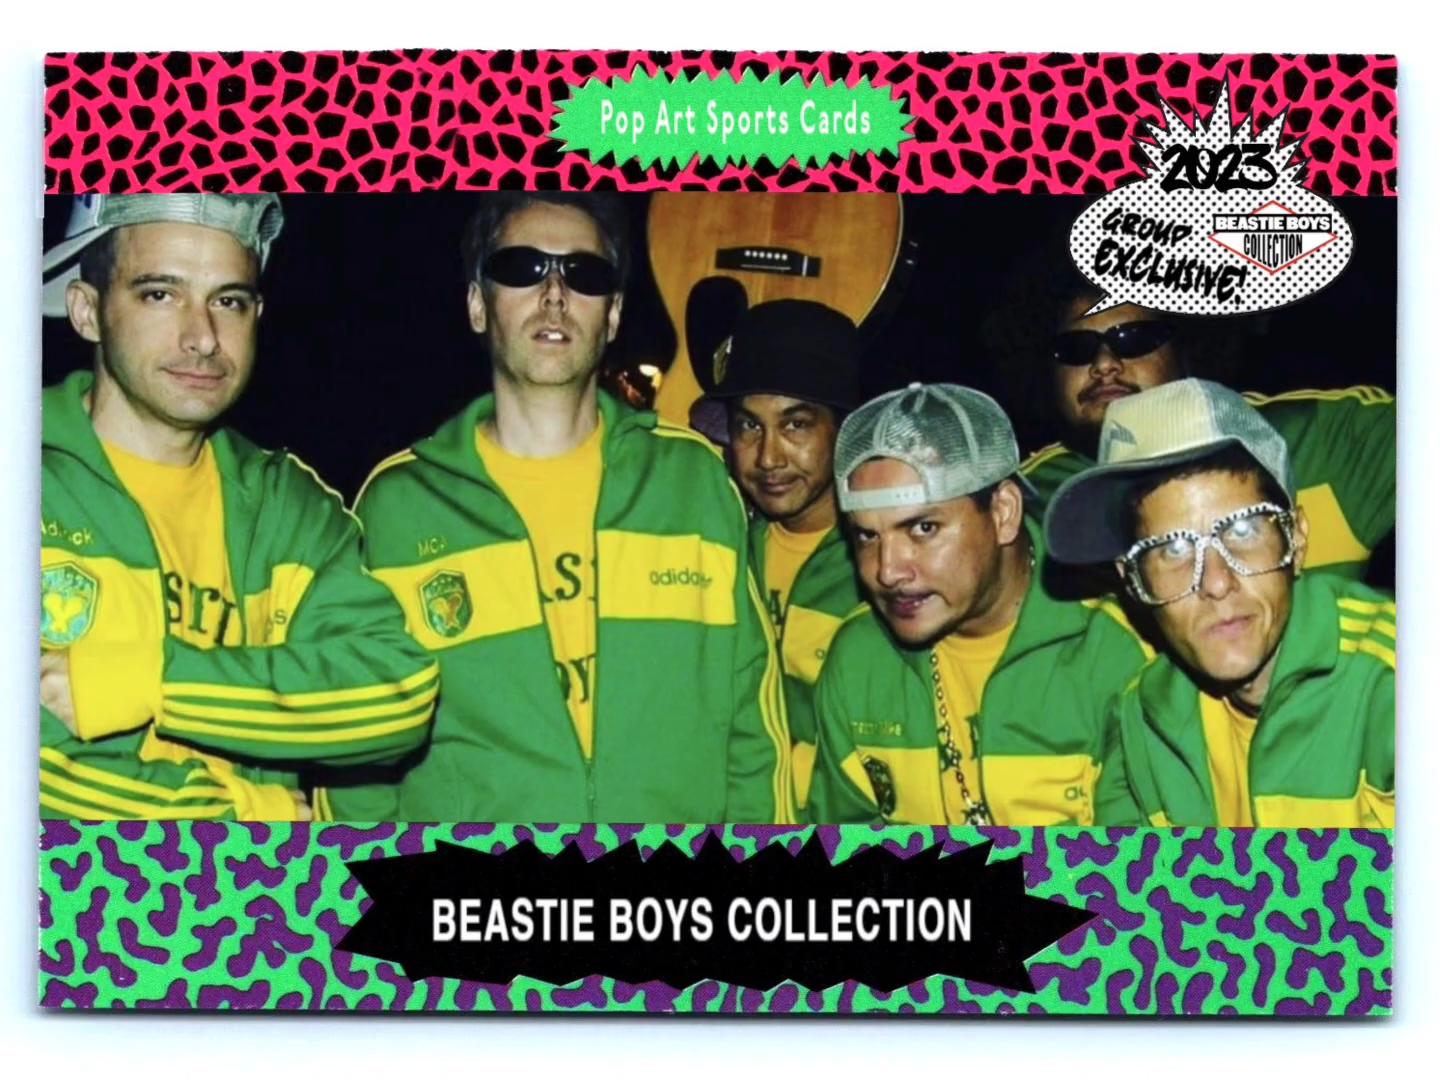 Pop Art Sports Cards
2023
GROUP
EXCLUSIVE!
BEASTIE BOYS
COLLECTION
MCA
adidas
BEASTIE BOYS COLLECTION